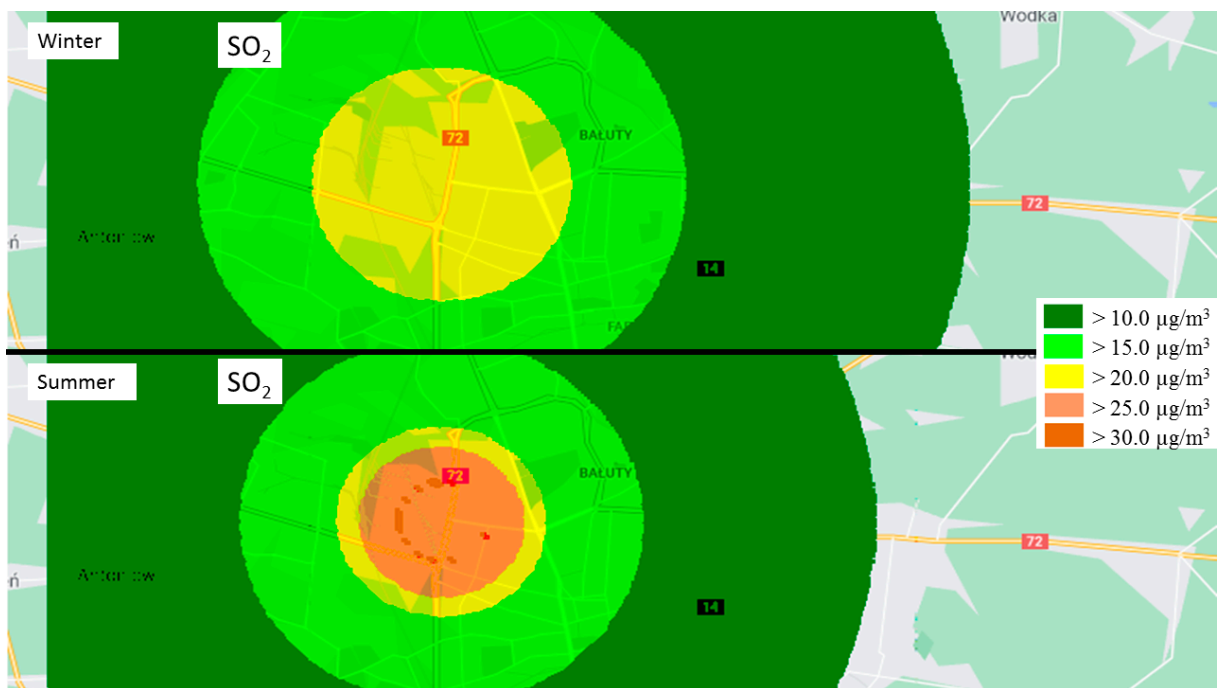 Winter
SO₂
Wodka
72
BAŁUTY
72
Antoniow
14
> 10.0 µg/m³
> 15.0 µg/m³
> 20.0 µg/m³
> 25.0 µg/m³
> 30.0 µg/m³
Summer
SO₂
72
BAŁUTY
72
14